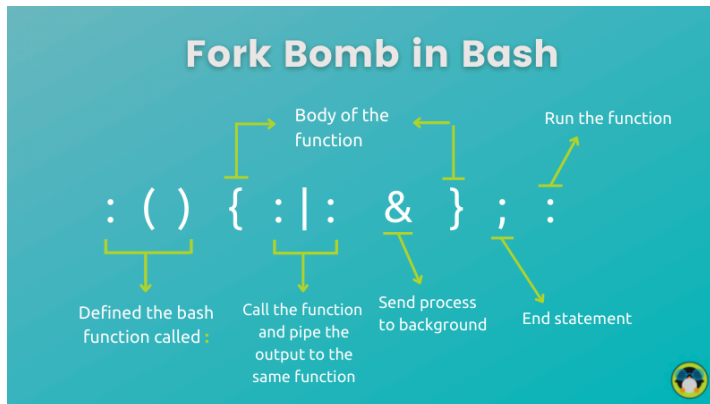 Fork Bomb in Bash
Body of the
function
Run the function
: ( ) { : | : & } ; :
Defined the bash
function called :
Call the function
and pipe the
output to the
same function
Send process
to background
End statement